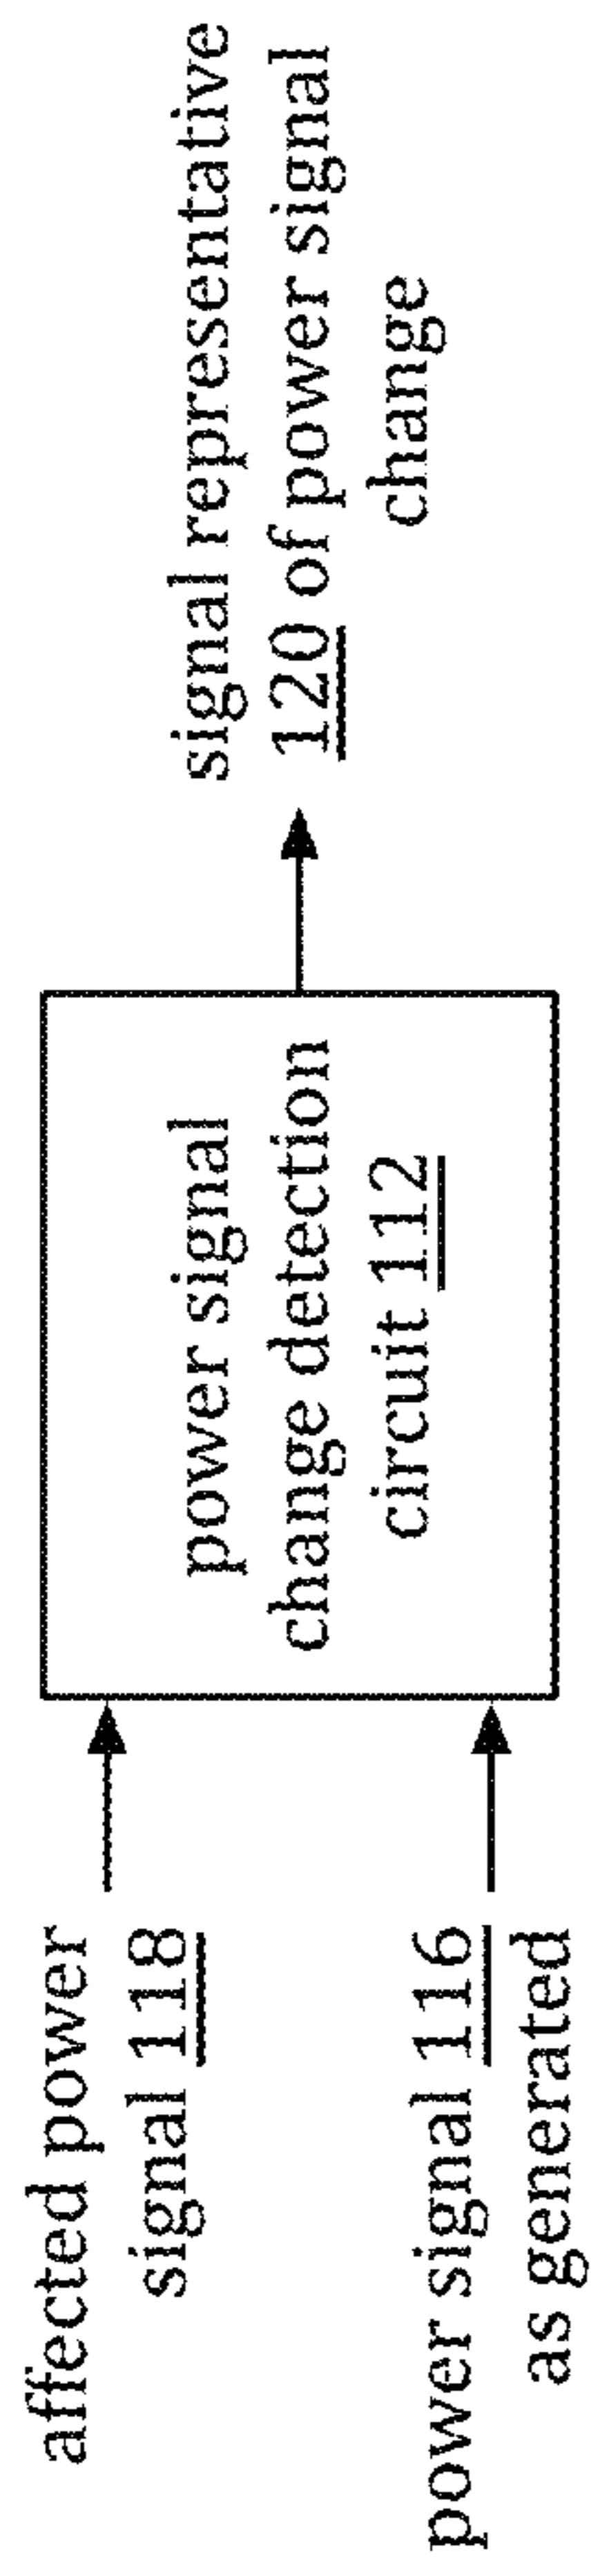 affected power
signal 118
power signal 116
as generated
power signal
change detection
circuit 112
signal representative
120 of power signal
change